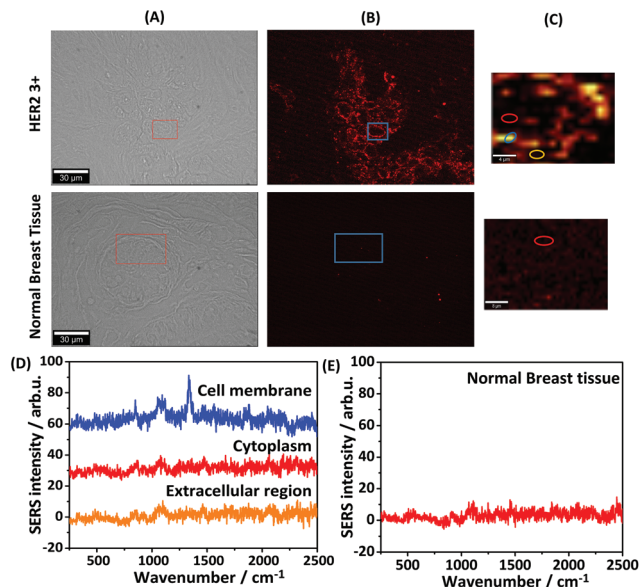 (A)
(B)
(C)
HER2 3+
30 µm
4 µm
Normal Breast Tissue
30 µm
(D)
100
80
60
40
20
0
-20
SERS intensity / arb.u.
Cell membrane
Cytoplasm
Extracellular region
500
1000
1500
2000
2500
Wavenumber / cm-1
(E)
100
80
60
40
20
0
-20
SERS intensity / arb.u.
Normal Breast tissue
500
1000
1500
2000
2500
Wavenumber / cm-1